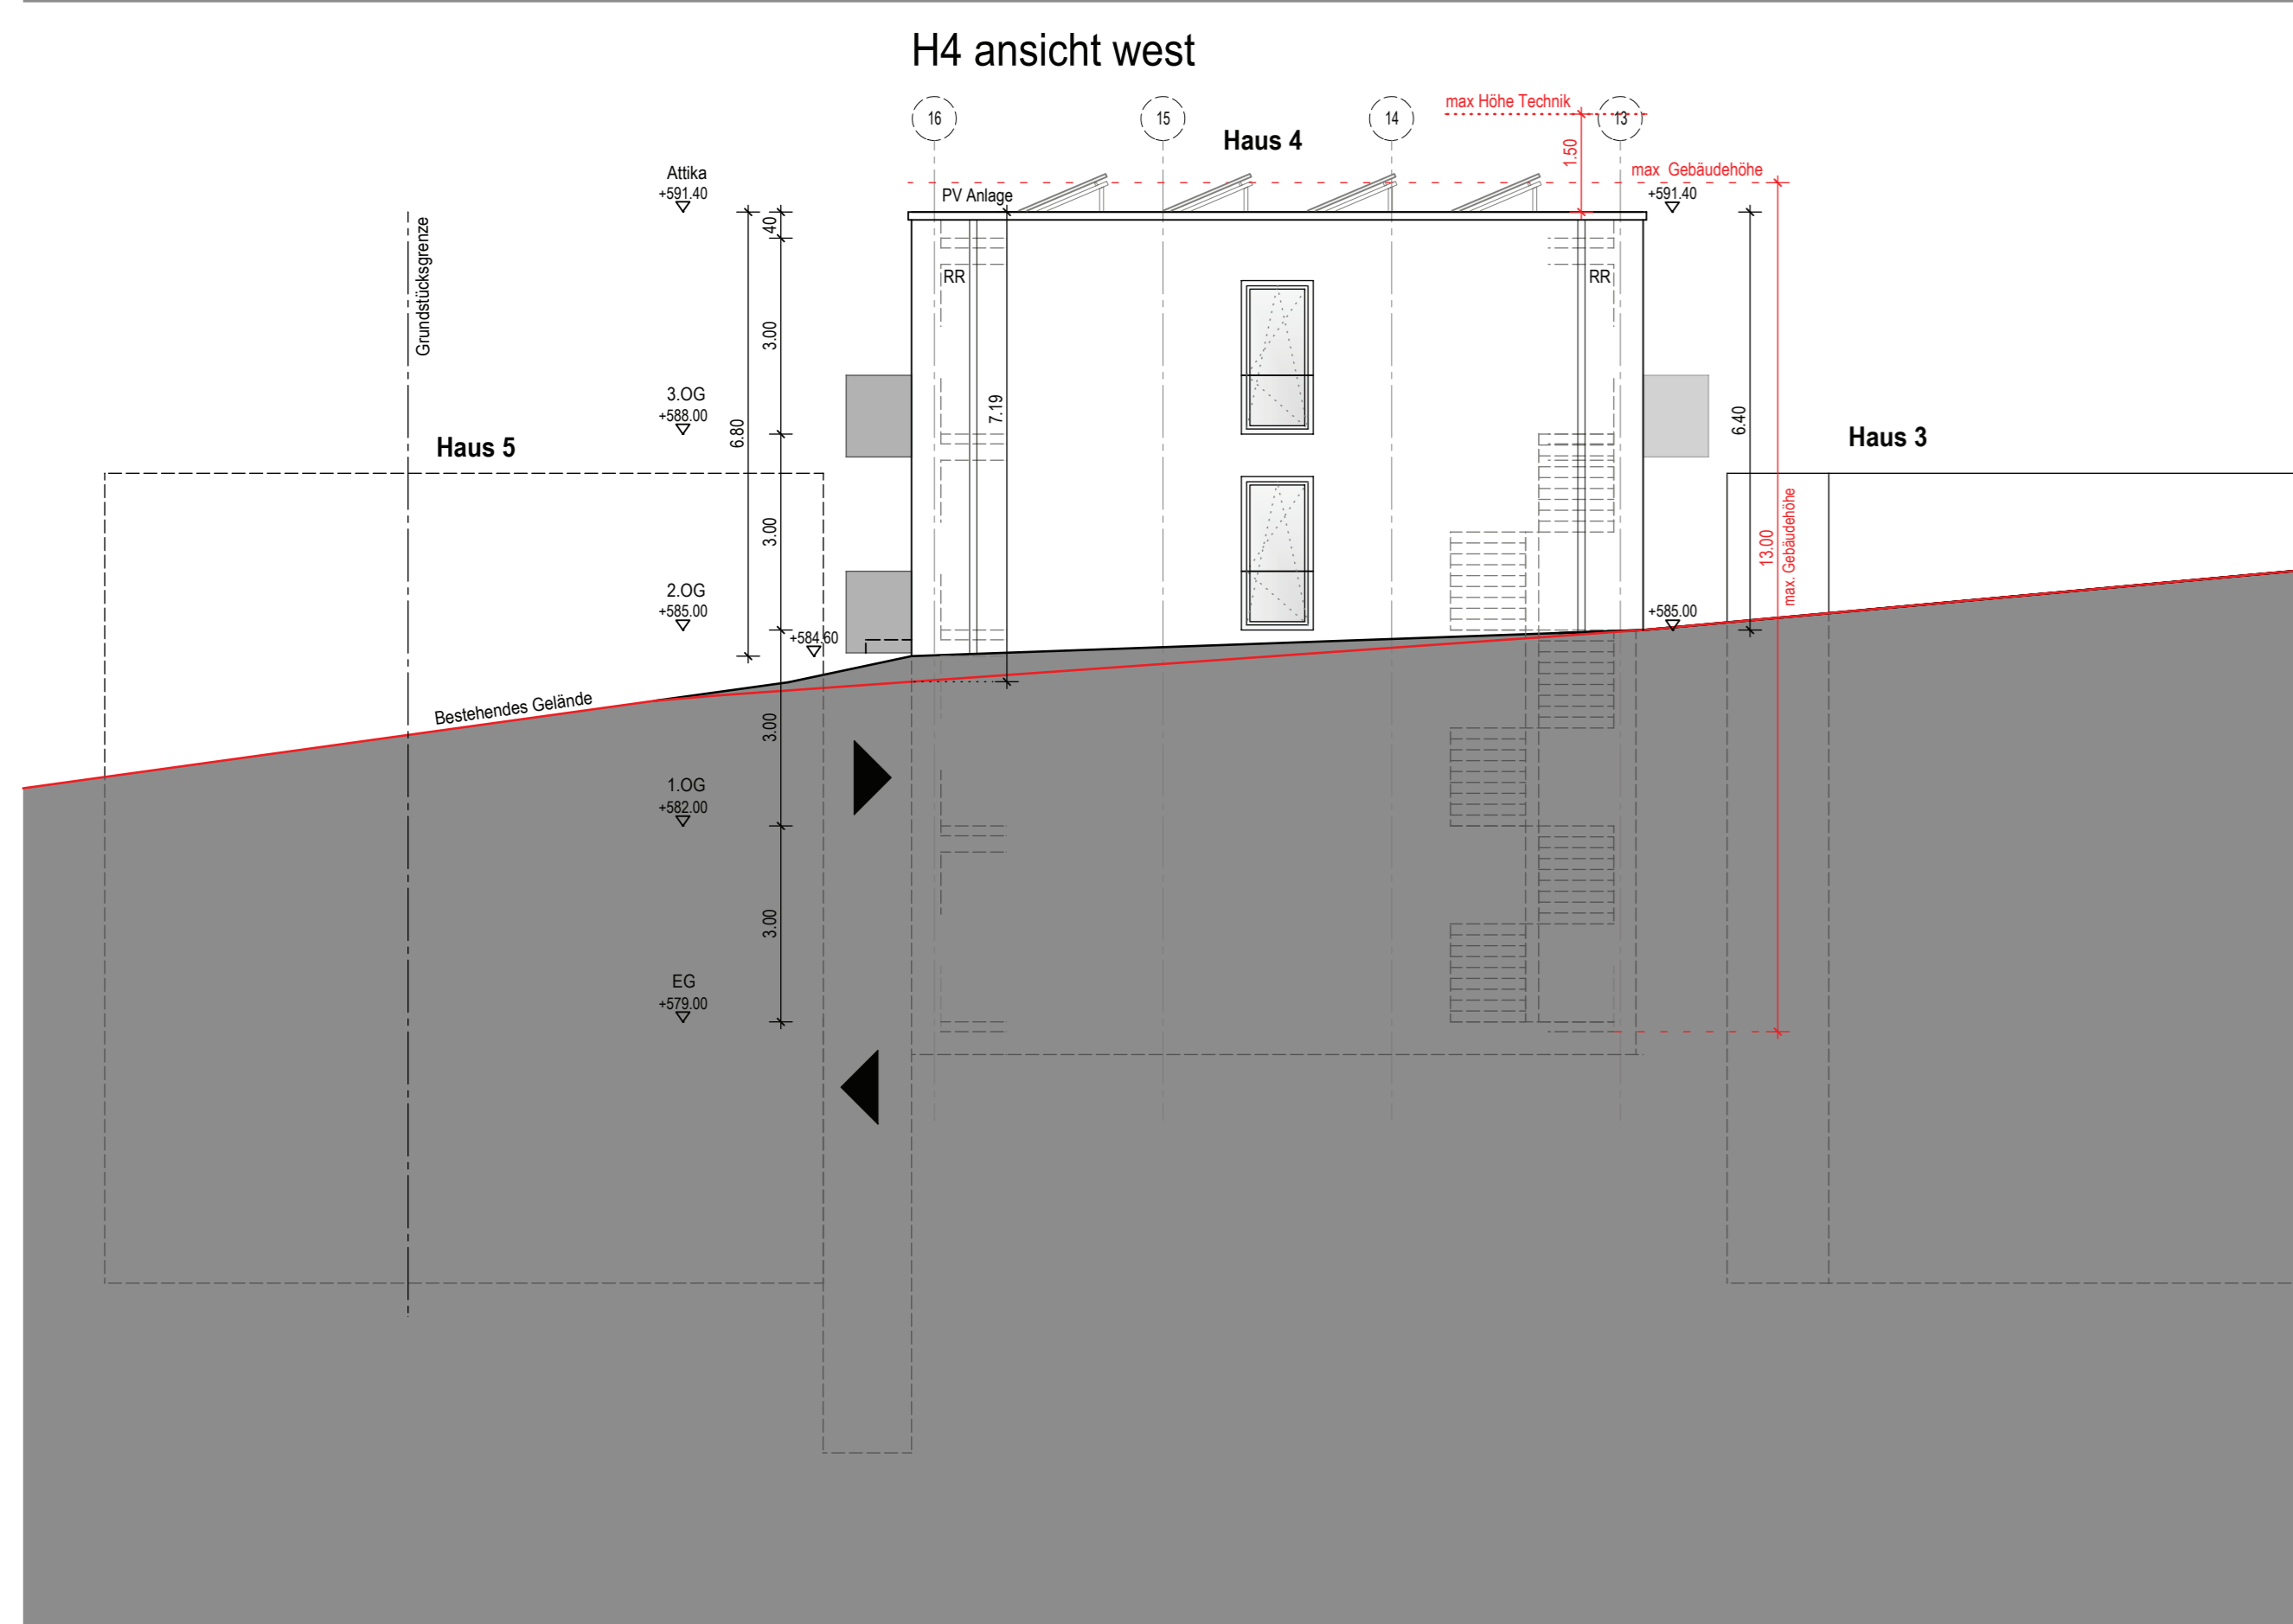 H4 ansicht west
16
15
14
13
max Höhe Technik
Haus 4
1.50
max Gebäudehöhe
+591.40
Attika
+591.40
PV Anlage
40
Grundstücksgrenze
RR
RR
3.00
3.OG
+588.00
6.80
7.19
6.40
Haus 5
Haus 3
3.00
13.00
max. Gebäudehöhe
2.OG
+585.00
+584.60
+585.00
Bestehendes Gelände
3.00
1.OG
+582.00
3.00
EG
+579.00